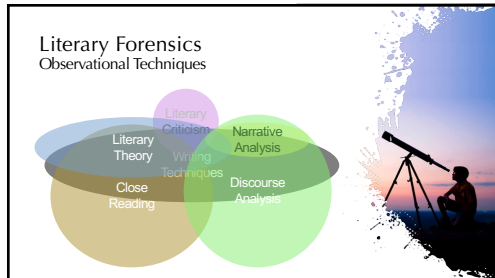 Literary Forensics
Observational Techniques
Literary
Criticism
Literary
Theory
Narrative
Analysis
Writing
Techniques
Close
Reading
Discourse
Analysis